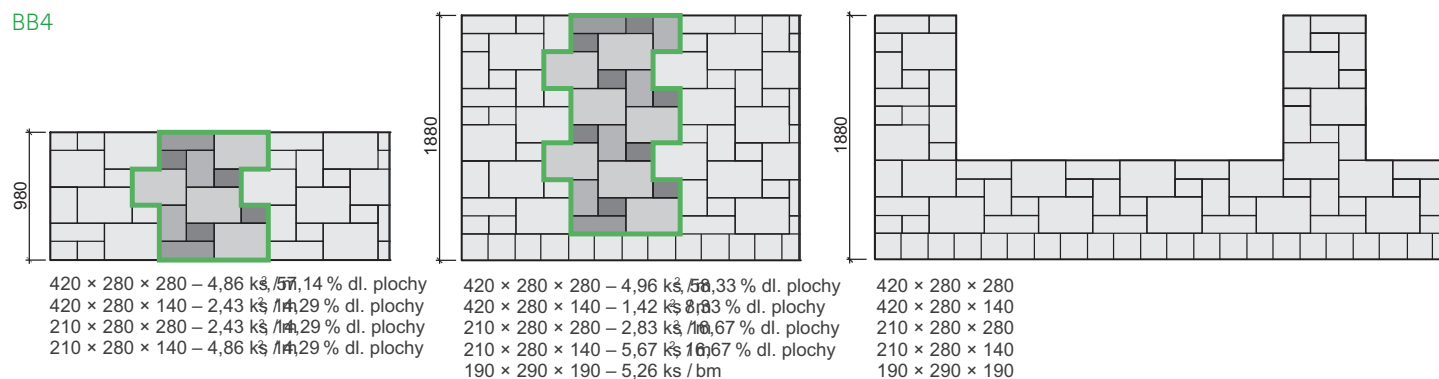 BB4
980
420 × 280 × 280 – 4,86 ks / m², 57,14 % dl. plochy
420 × 280 × 140 – 2,43 ks / m², 14,29 % dl. plochy
210 × 280 × 280 – 2,43 ks / m², 14,29 % dl. plochy
210 × 280 × 140 – 4,86 ks / m², 14,29 % dl. plochy
1880
420 × 280 × 280 – 4,96 ks / m², 58,33 % dl. plochy
420 × 280 × 140 – 1,42 ks / m², 8,33 % dl. plochy
210 × 280 × 280 – 2,83 ks / m², 16,67 % dl. plochy
210 × 280 × 140 – 5,67 ks / m², 16,67 % dl. plochy
190 × 290 × 190 – 5,26 ks / bm
1880
420 × 280 × 280
420 × 280 × 140
210 × 280 × 280
210 × 280 × 140
190 × 290 × 190